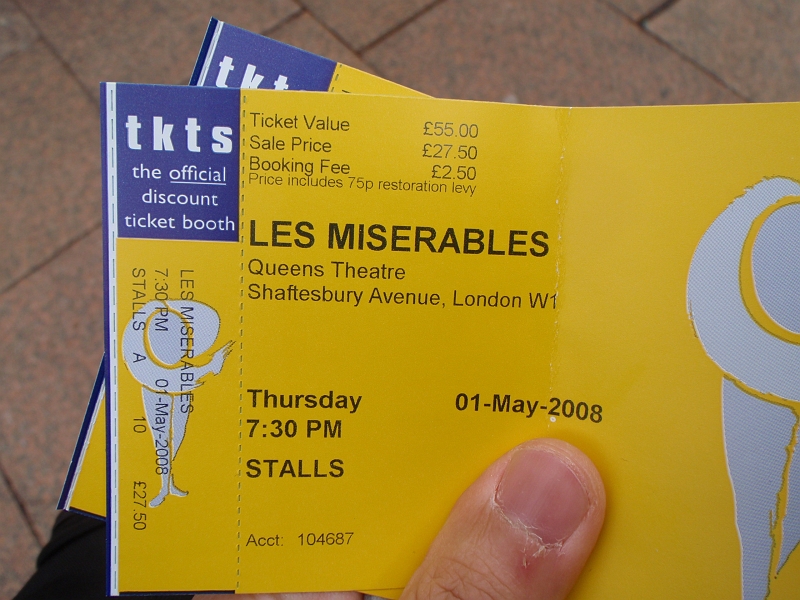 tkts
tkts
the official
discount
ticket booth
Ticket Value £55.00
Sale Price £27.50
Booking Fee £2.50
Price includes 75p restoration levy
LES MISERABLES
Queens Theatre
Shaftesbury Avenue, London W1
Thursday 01-May-2008
7:30 PM
STALLS
Acct: 104687
LES MISERABLES
7:30 PM 01-May-2008
STALLS A 10 £27.50